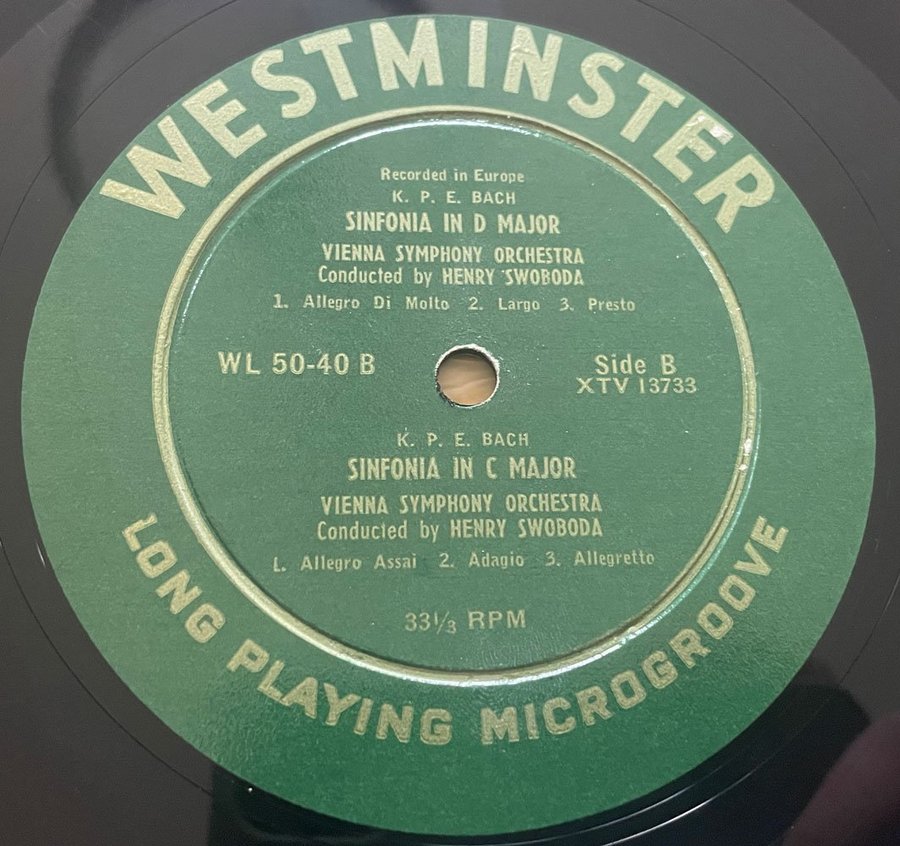 WESTMINSTER
Recorded in Europe
K. P. E. BACH
SINFONIA IN D MAJOR
VIENNA SYMPHONY ORCHESTRA
Conducted by HENRY SWOBODA
1. Allegro Di Molto 2. Largo 3. Presto
WL 50-40 B
Side B
XTV 13733
K. P. E. BACH
SINFONIA IN C MAJOR
VIENNA SYMPHONY ORCHESTRA
Conducted by HENRY SWOBODA
1. Allegro Assai 2. Adagio 3. Allegretto
33⅓ RPM
LONG PLAYING MICROGROOVE